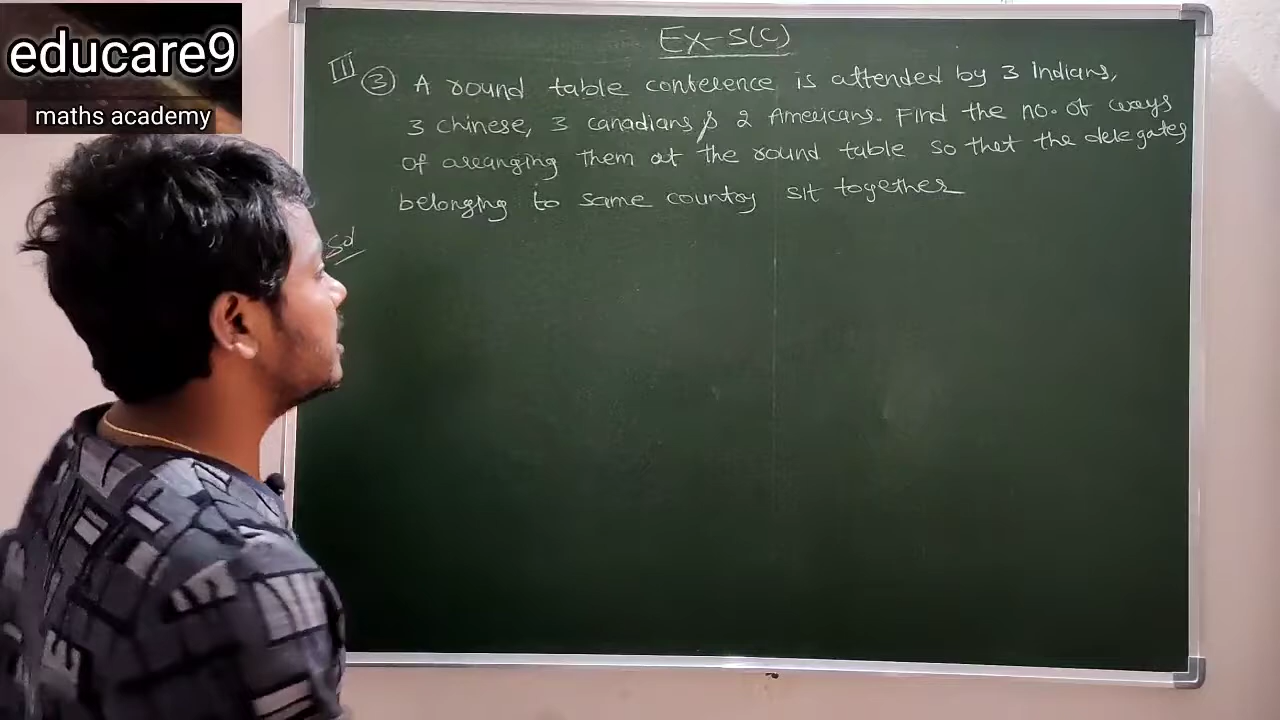 educare9
maths academy
Ex-5(c)
III ③ A round table conference is attended by 3 Indians,
3 chinese, 3 canadians & 2 Americans. Find the no. of ways
of arranging them at the round table so that the delegates
belonging to same country sit together
Sol